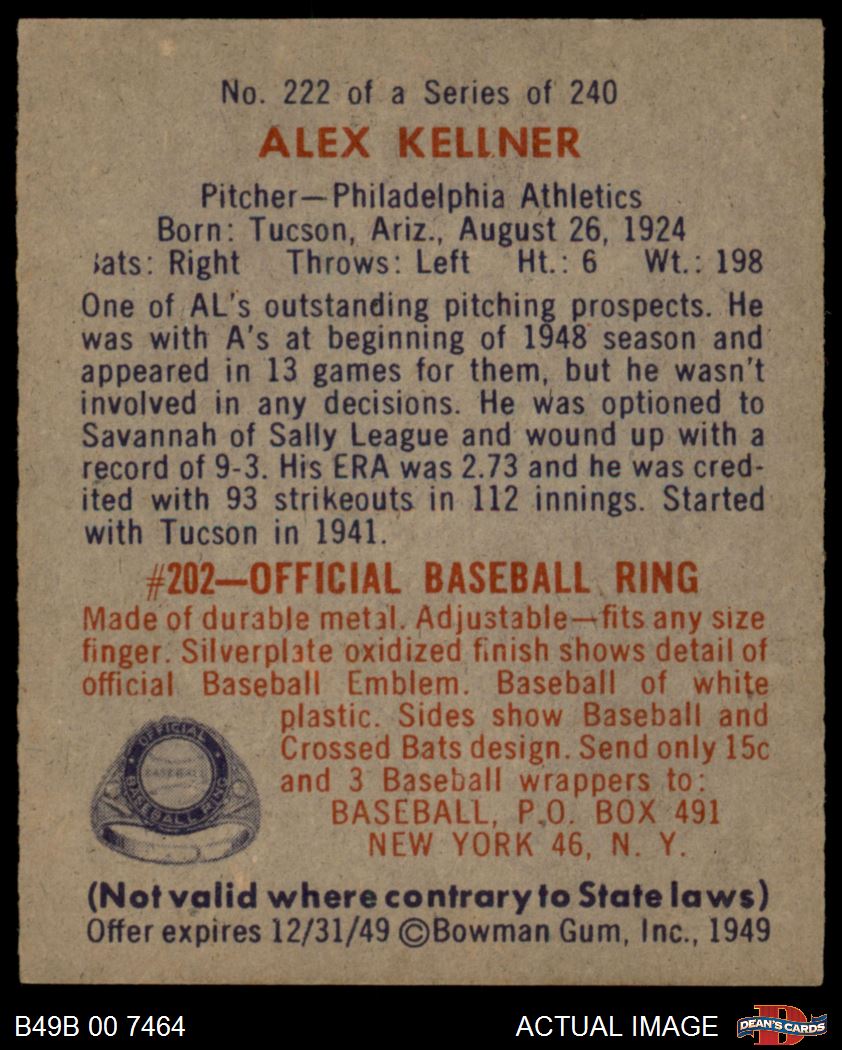 No. 222 of a Series of 240
ALEX KELLNER
Pitcher—Philadelphia Athletics
Born: Tucson, Ariz., August 26, 1924
ats: Right Throws: Left Ht.: 6 Wt.: 198
One of AL's outstanding pitching prospects. He
was with A's at beginning of 1948 season and
appeared in 13 games for them, but he wasn't
involved in any decisions. He was optioned to
Savannah of Sally League and wound up with a
record of 9-3. His ERA was 2.73 and he was cred-
ited with 93 strikeouts in 112 innings. Started
with Tucson in 1941.
#202—OFFICIAL BASEBALL RING
Made of durable metal. Adjustable—fits any size
finger. Silverplate oxidized finish shows detail of
official Baseball Emblem. Baseball of white
plastic. Sides show Baseball and
Crossed Bats design. Send only 15c
and 3 Baseball wrappers to:
BASEBALL, P.O. BOX 491
NEW YORK 46, N. Y.
OFFICIAL
BASEBALL
BASEBALL RING
(Not valid where contrary to State laws)
Offer expires 12/31/49 ©Bowman Gum, Inc., 1949
B49B 00 7464
ACTUAL IMAGE
D
DEAN'S CARDS